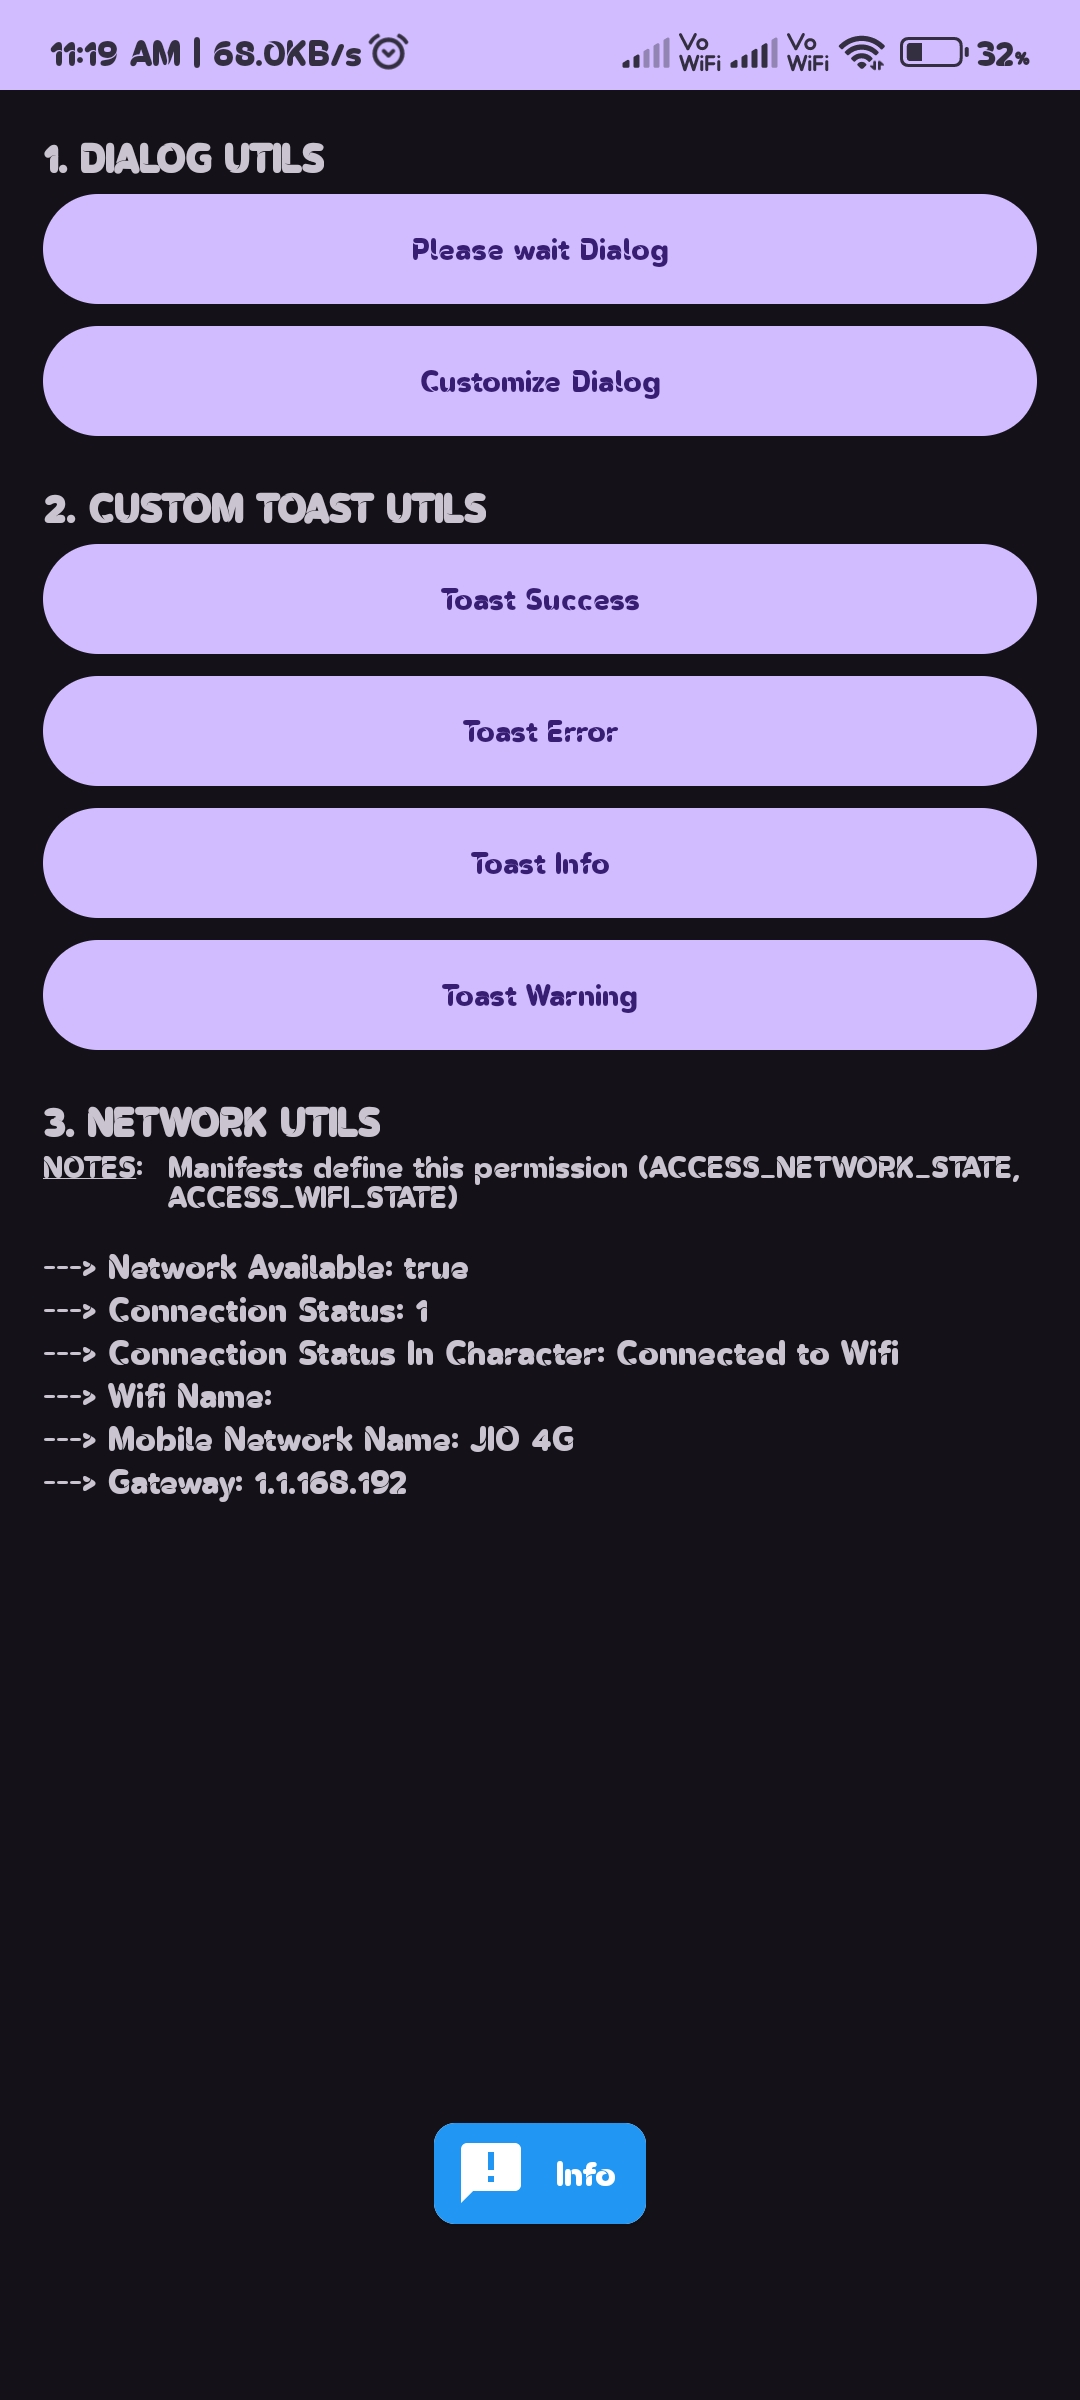 11:19 AM | 68.0KB/s Vo WiFi Vo WiFi 32%
1. DIALOG UTILS
Please wait Dialog
Customize Dialog
2. CUSTOM TOAST UTILS
Toast Success
Toast Error
Toast Info
Toast Warning
3. NETWORK UTILS
NOTES: Manifests define this permission (ACCESS_NETWORK_STATE,
ACCESS_WIFI_STATE)
---> Network Available: true
---> Connection Status: 1
---> Connection Status In Character: Connected to Wifi
---> Wifi Name:
---> Mobile Network Name: JIO 4G
---> Gateway: 1.1.168.192
Info